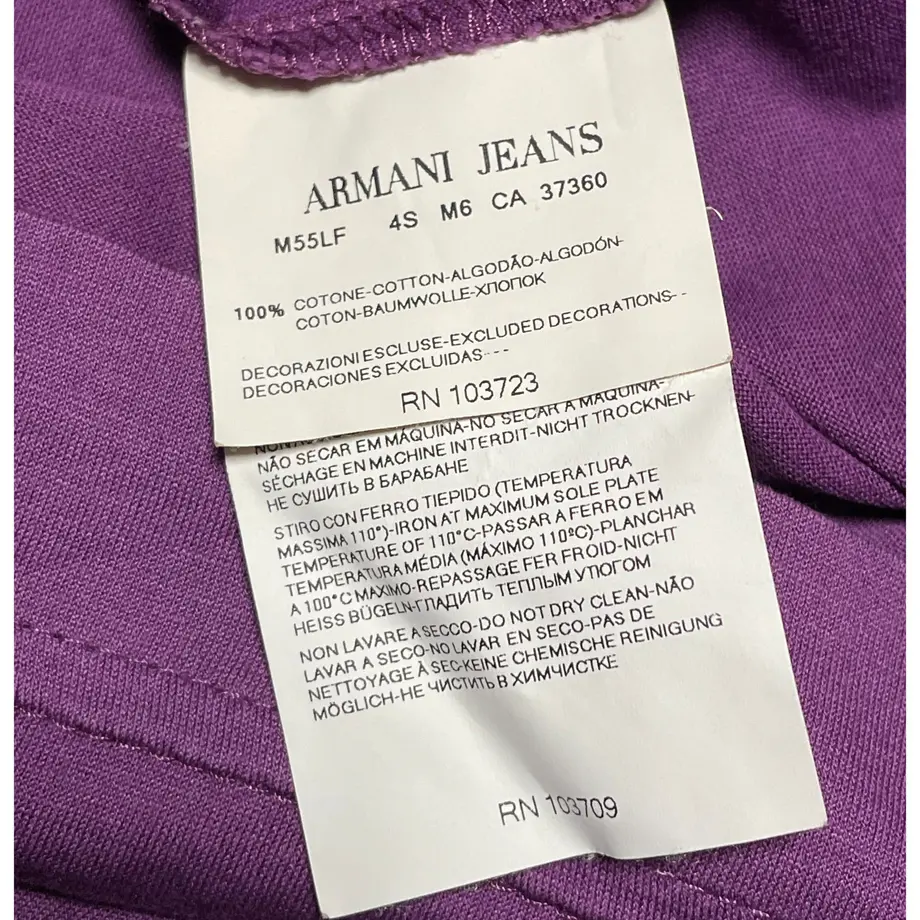 ARMANI JEANS
M55LF 4S M6 CA 37360
100% COTONE-COTTON-ALGODÃO-ALGODÓN-
COTON-BAUMWOLLE-ХЛОПОК
DECORAZIONI ESCLUSE-EXCLUDED DECORATIONS--
DECORACIONES EXCLUIDAS---
RN 103723
NÃO SECAR EM MÁQUINA-NO SECAR A MAQUINA-
SÉCHAGE EN MACHINE INTERDIT-NICHT TROCKNEN-
НЕ СУШИТЬ В БАРАБАНЕ
STIRO CON FERRO TIEPIDO (TEMPERATURA
MASSIMA 110°)-IRON AT MAXIMUM SOLE PLATE
TEMPERATURE OF 110°C-PASSAR A FERRO EM
TEMPERATURA MÉDIA (MÁXIMO 110ºC)-PLANCHAR
A 100°C MAXIMO-REPASSAGE FER FROID-NICHT
HEISS BÜGELN-ГЛАДИТЬ ТЕПЛЫМ УТЮГОМ
NON LAVARE A SECCO-DO NOT DRY CLEAN-NÃO
LAVAR A SECO-NO LAVAR EN SECO-PAS DE
NETTOYAGE À SEC-KEINE CHEMISCHE REINIGUNG
MÖGLICH-НЕ ЧИСТИТЬ В ХИМЧИСТКЕ
RN 103709